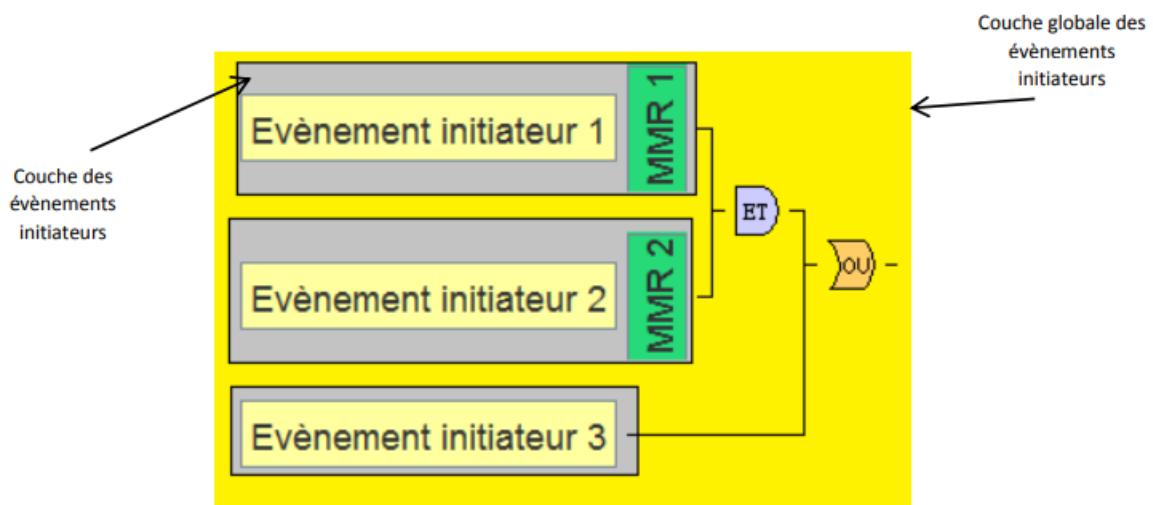 Couche globale des
évènements
initiateurs
Couche des
évènements
initiateurs
Evènement initiateur 1
MMR 1
Evènement initiateur 2
MMR 2
Evènement initiateur 3
ET
OU